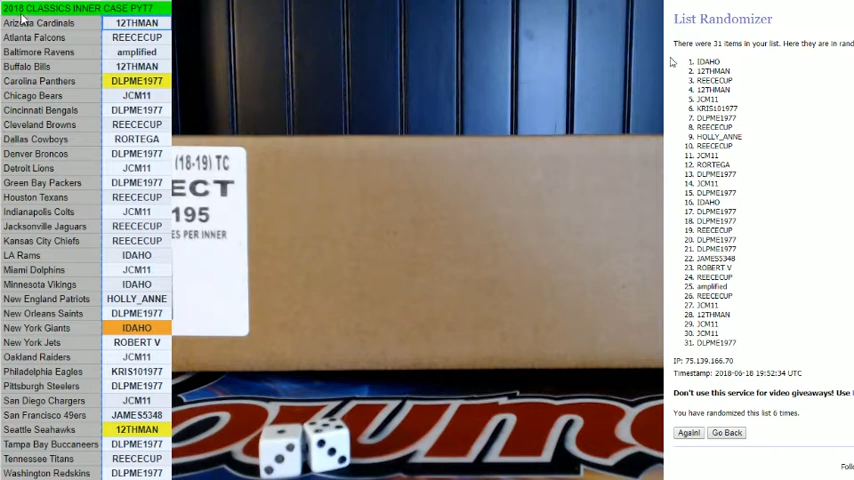 2018 CLASSICS INNER CASE PYT7
Arizona Cardinals 12THMAN
Atlanta Falcons REECECUP
Baltimore Ravens amplified
Buffalo Bills 12THMAN
Carolina Panthers DLPME1977
Chicago Bears JCM11
Cincinnati Bengals DLPME1977
Cleveland Browns REECECUP
Dallas Cowboys RORTEGA
Denver Broncos DLPME1977
Detroit Lions JCM11
Green Bay Packers DLPME1977
Houston Texans REECECUP
Indianapolis Colts JCM11
Jacksonville Jaguars REECECUP
Kansas City Chiefs REECECUP
LA Rams IDAHO
Miami Dolphins JCM11
Minnesota Vikings IDAHO
New England Patriots HOLLY_ANNE
New Orleans Saints DLPME1977
New York Giants IDAHO
New York Jets ROBERT V
Oakland Raiders JCM11
Philadelphia Eagles KRIS101977
Pittsburgh Steelers DLPME1977
San Diego Chargers JCM11
San Francisco 49ers JAMES5348
Seattle Seahawks 12THMAN
Tampa Bay Buccaneers DLPME1977
Tennessee Titans REECECUP
Washington Redskins DLPME1977
(18-19) TC
ECT
195
ES PER INNER
List Randomizer
There were 31 items in your list. Here they are in rand
1. IDAHO
2. 12THMAN
3. REECECUP
4. 12THMAN
5. JCM11
6. KRIS101977
7. DLPME1977
8. REECECUP
9. HOLLY_ANNE
10. REECECUP
11. JCM11
12. RORTEGA
13. DLPME1977
14. JCM11
15. DLPME1977
16. IDAHO
17. DLPME1977
18. DLPME1977
19. REECECUP
20. DLPME1977
21. DLPME1977
22. JAMES5348
23. ROBERT V
24. REECECUP
25. amplified
26. REECECUP
27. JCM11
28. 12THMAN
29. JCM11
30. JCM11
31. DLPME1977
IP: 75.139.166.70
Timestamp: 2018-06-18 19:52:34 UTC
Don't use this service for video giveaways! Use
You have randomized this list 6 times.
Again! Go Back
Follo